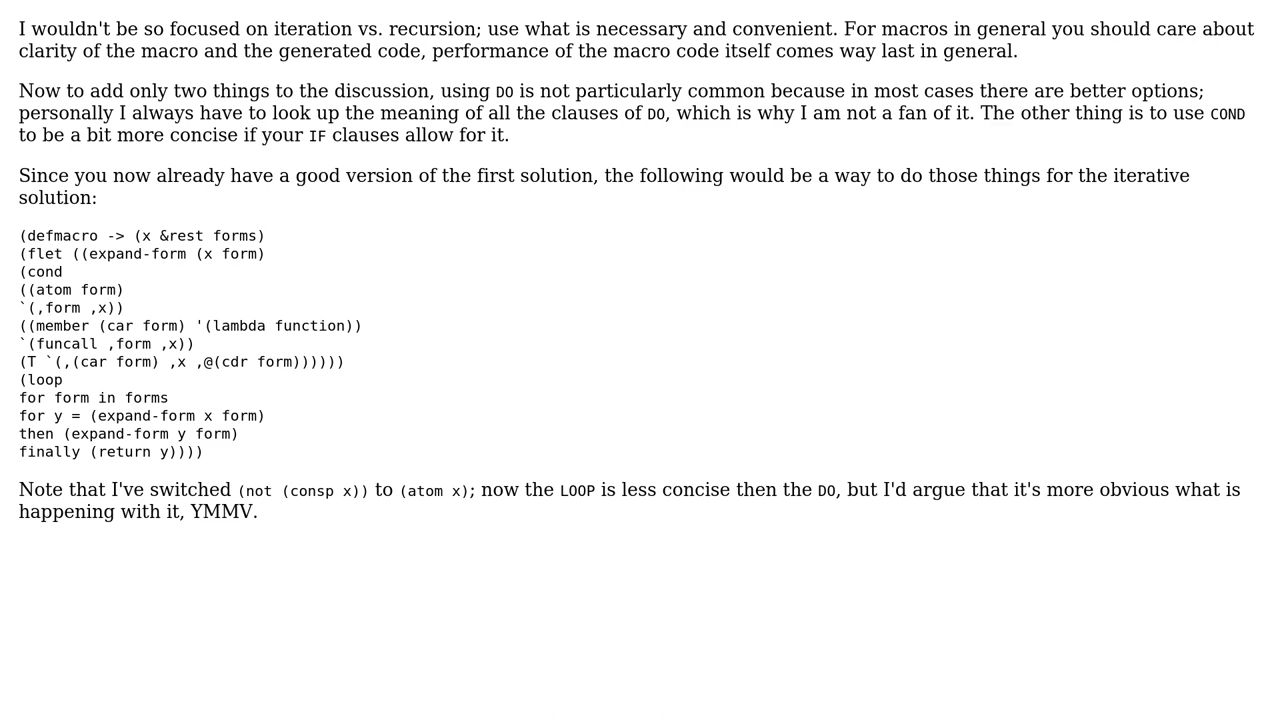 I wouldn't be so focused on iteration vs. recursion; use what is necessary and convenient. For macros in general you should care about
clarity of the macro and the generated code, performance of the macro code itself comes way last in general.
Now to add only two things to the discussion, using DO is not particularly common because in most cases there are better options;
personally I always have to look up the meaning of all the clauses of DO, which is why I am not a fan of it. The other thing is to use COND
to be a bit more concise if your IF clauses allow for it.
Since you now already have a good version of the first solution, the following would be a way to do those things for the iterative
solution:
(defmacro -> (x &rest forms)
(flet ((expand-form (x form)
(cond
((atom form)
`(,form ,x))
((member (car form) '(lambda function))
`(funcall ,form ,x))
(T `(,(car form) ,x ,@(cdr form))))))
(loop
for form in forms
for y = (expand-form x form)
then (expand-form y form)
finally (return y))))
Note that I've switched (not (consp x)) to (atom x); now the LOOP is less concise then the DO, but I'd argue that it's more obvious what is
happening with it, YMMV.